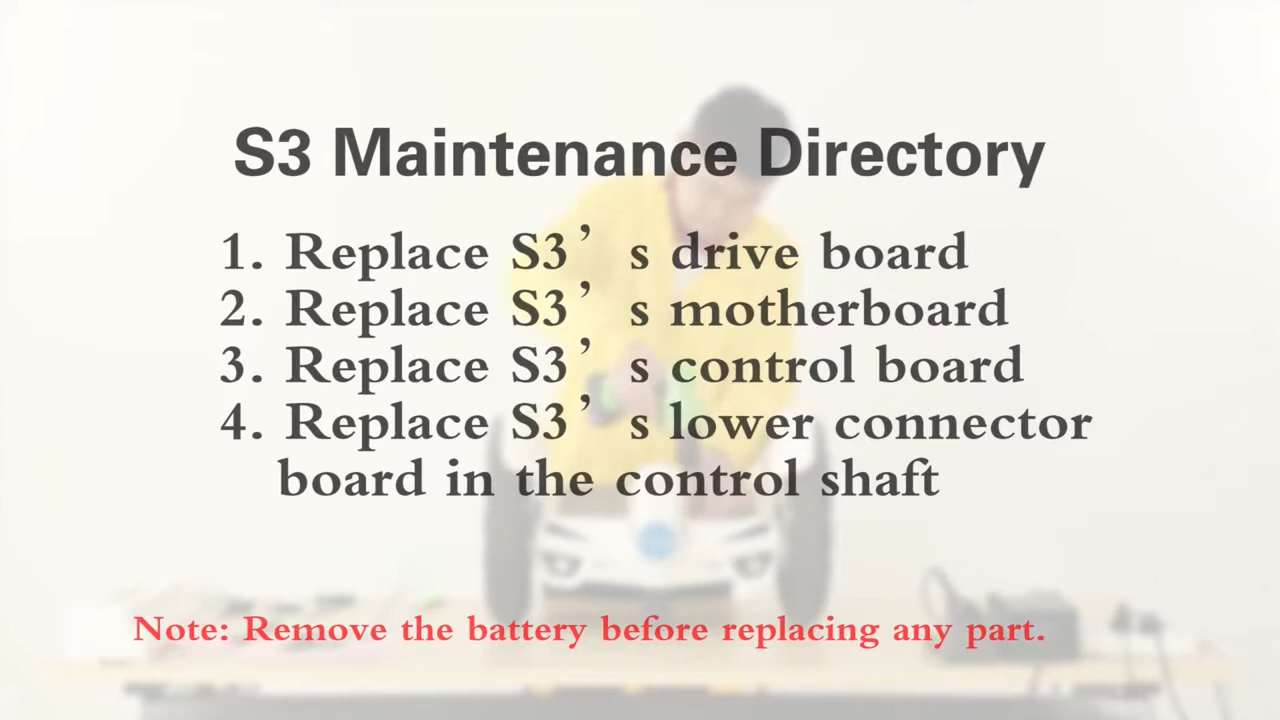 S3 Maintenance Directory
1. Replace S3’s drive board
2. Replace S3’s motherboard
3. Replace S3’s control board
4. Replace S3’s lower connector
board in the control shaft
Note: Remove the battery before replacing any part.